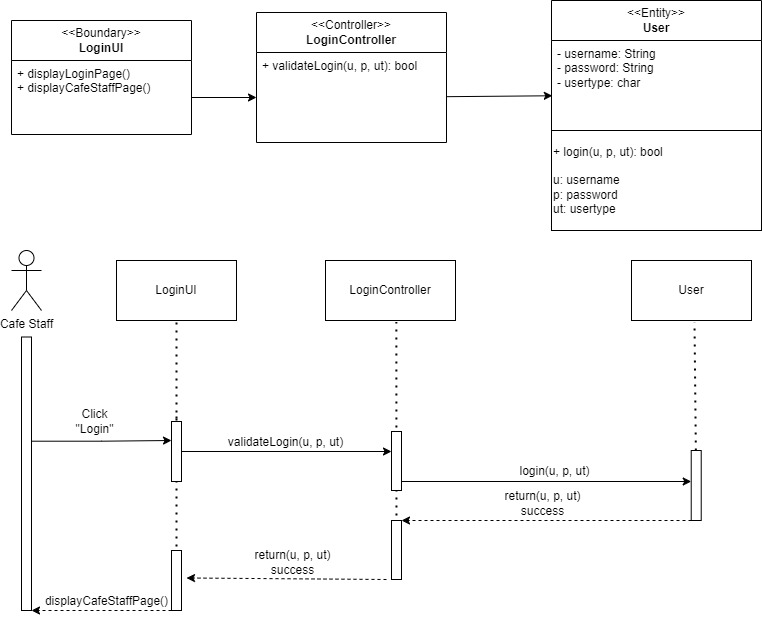 <<Boundary>>
LoginUI
+ displayLoginPage()
+ displayCafeStaffPage()
<<Controller>>
LoginController
+ validateLogin(u, p, ut): bool
<<Entity>>
User
- username: String
- password: String
- usertype: char
+ login(u, p, ut): bool
u: username
p: password
ut: usertype
Cafe Staff
LoginUI
LoginController
User
Click
"Login"
validateLogin(u, p, ut)
login(u, p, ut)
return(u, p, ut)
success
return(u, p, ut)
success
displayCafeStaffPage()